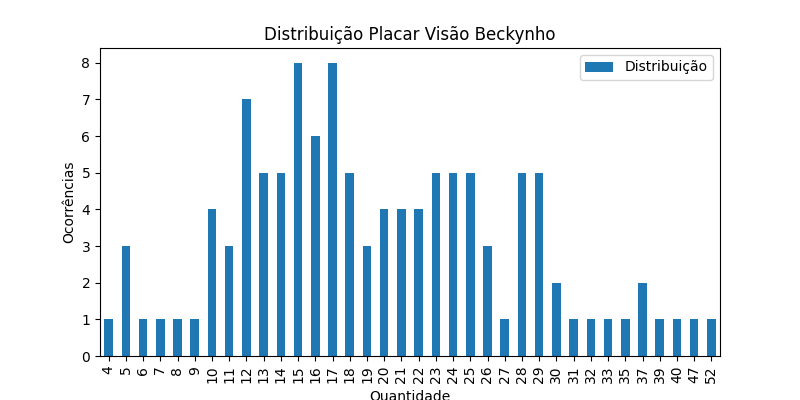 Distribuição Placar Visão Beckynho
Distribuição
Ocorrências
8
7
6
5
4
3
2
1
0
4 5 6 7 8 9 10 11 12 13 14 15 16 17 18 19 20 21 22 23 24 25 26 27 28 29 30 31 32 33 35 37 39 40 47 52
Quantidade